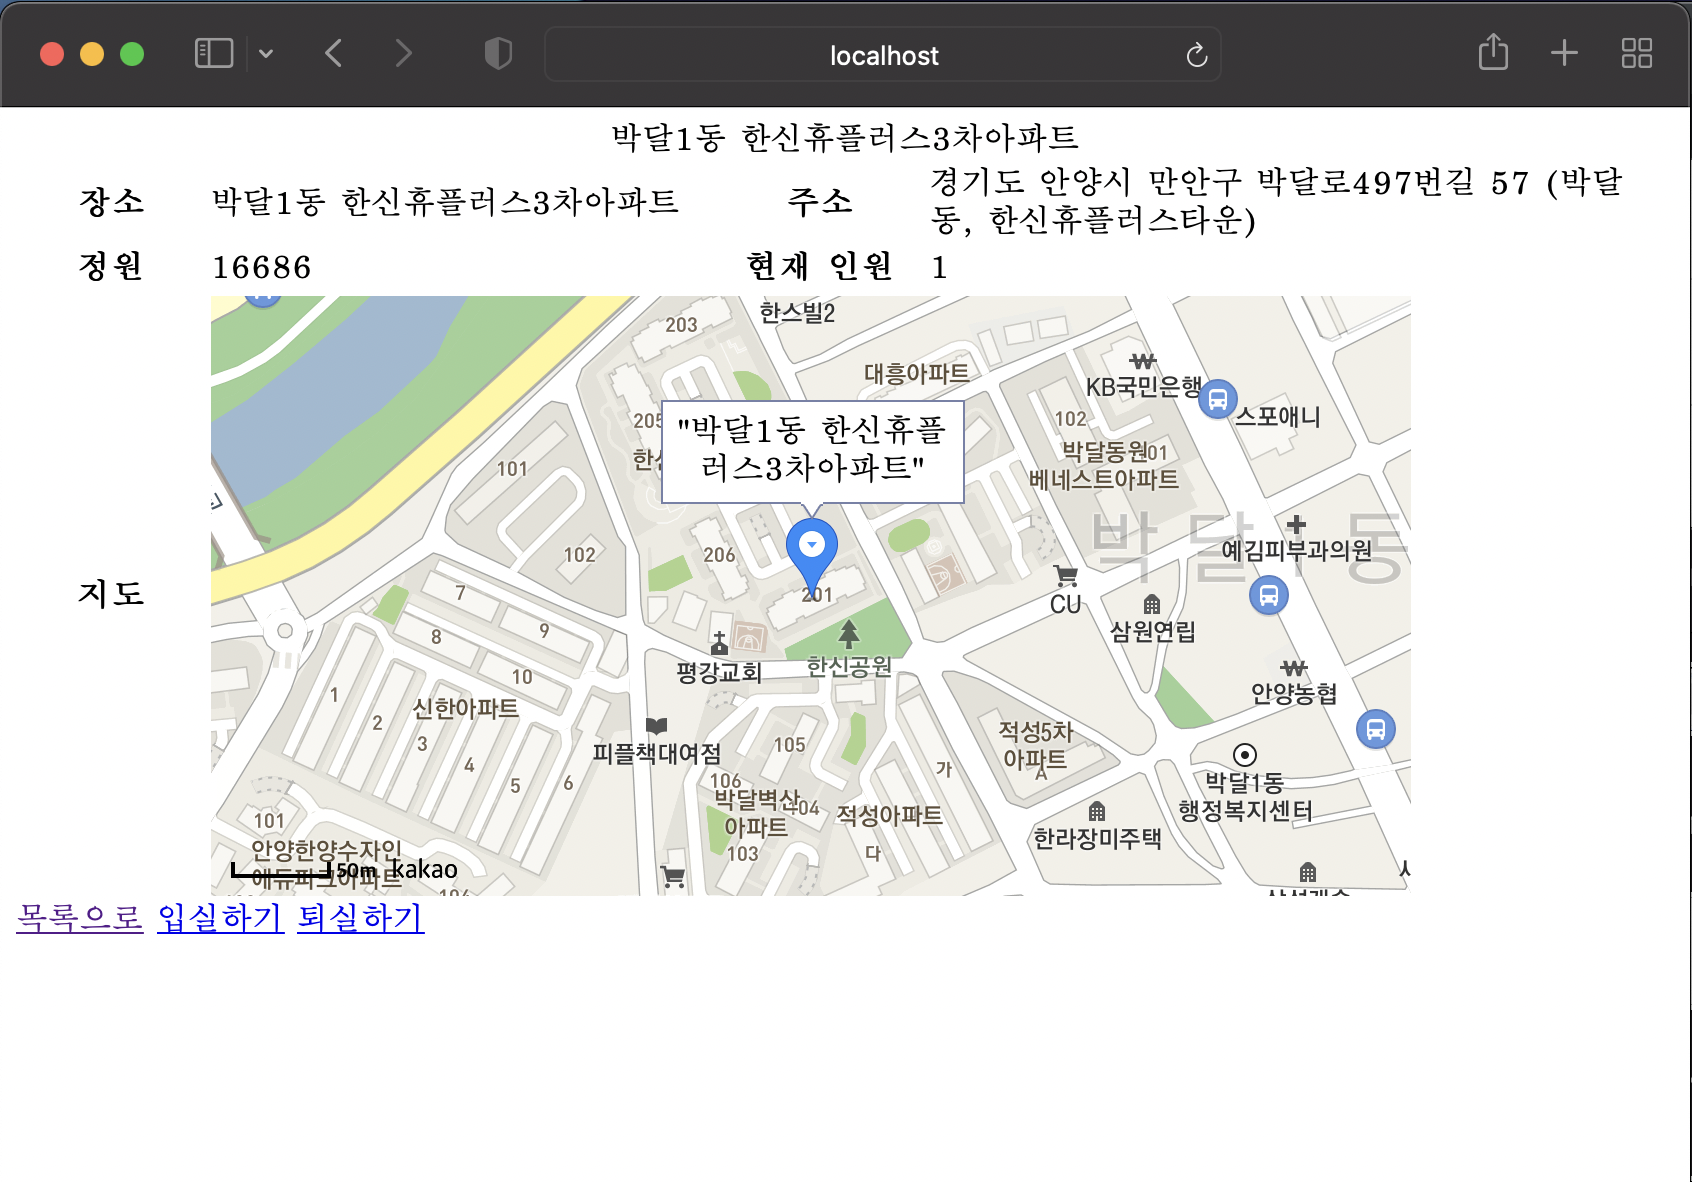 localhost
박달1동 한신휴플러스3차아파트
장소 박달1동 한신휴플러스3차아파트 주소 경기도 안양시 만안구 박달로497번길 57 (박달
동, 한신휴플러스타운)
정원 16686 현재 인원 1
지도
한스빌2
203
대흥아파트
KB국민은행
스포애니
205
102
"박달1동 한신휴플
러스3차아파트"
박달동원
베네스트아파트
101
102
206
박달1동
예김피부과의원
201
CU
삼원연립
7
8
9
10
평강교회
한신공원
안양농협
1
2
3
4
5
6
신한아파트
피플책대여점
105
적성5차
아파트
A
가
박달1동
행정복지센터
106
박달벽산
아파트
103
적성아파트
다
한라장미주택
101
안양한양수자인
에듀파크아파트
50m kakao
목록으로 입실하기 퇴실하기